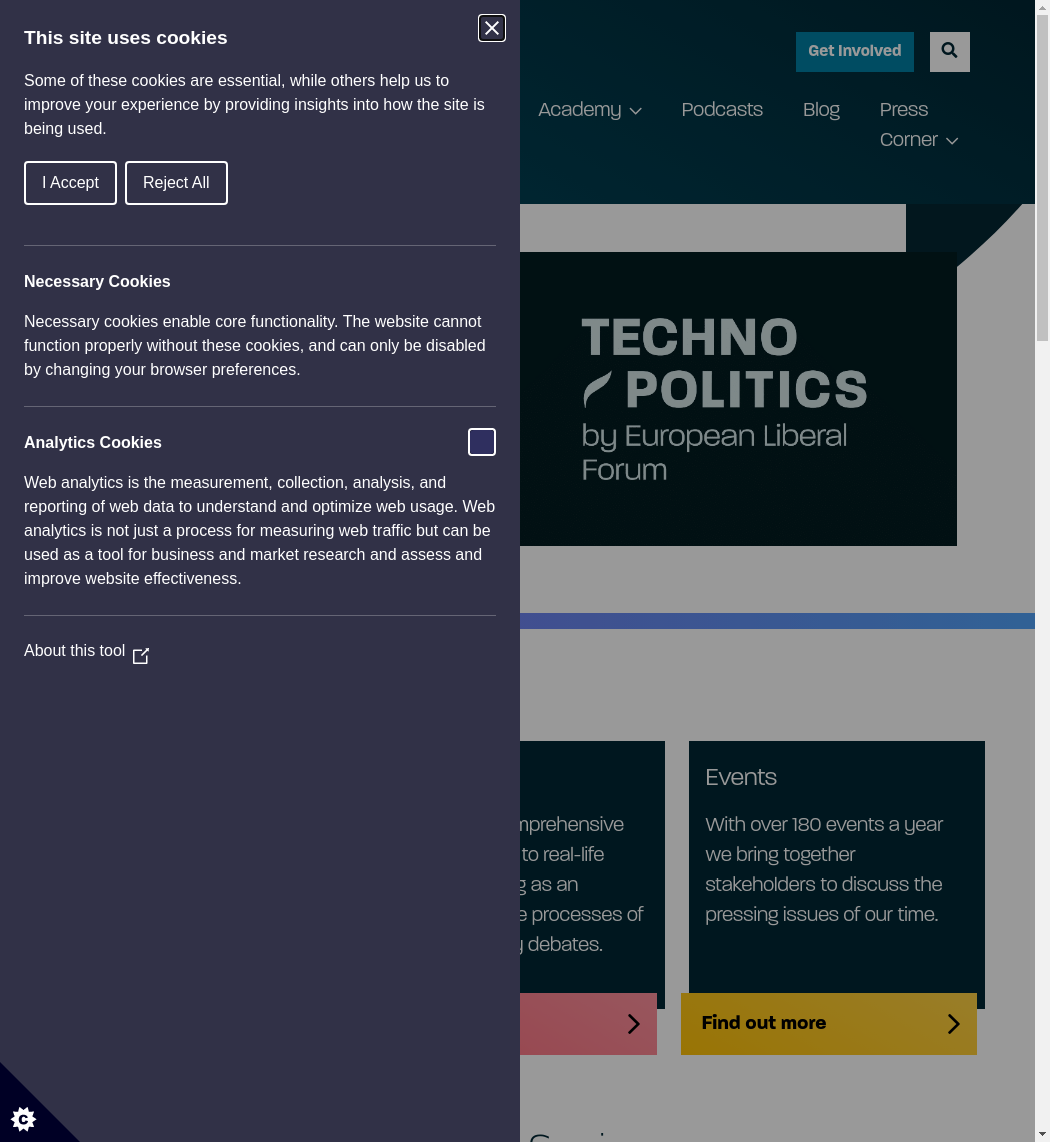 This site uses cookies
Some of these cookies are essential, while others help us to
improve your experience by providing insights into how the site is
being used.
I Accept
Reject All
Necessary Cookies
Necessary cookies enable core functionality. The website cannot
function properly without these cookies, and can only be disabled
by changing your browser preferences.
Analytics Cookies
Web analytics is the measurement, collection, analysis, and
reporting of web data to understand and optimize web usage. Web
analytics is not just a process for measuring web traffic but can be
used as a tool for business and market research and assess and
improve website effectiveness.
About this tool
Get Involved
Academy
Podcasts
Blog
Press
Corner
TECHNO
POLITICS
by European Liberal
Forum
to real-life
as an
processes of
debates.
Events
With over 180 events a year
we bring together
stakeholders to discuss the
pressing issues of our time.
Find out more